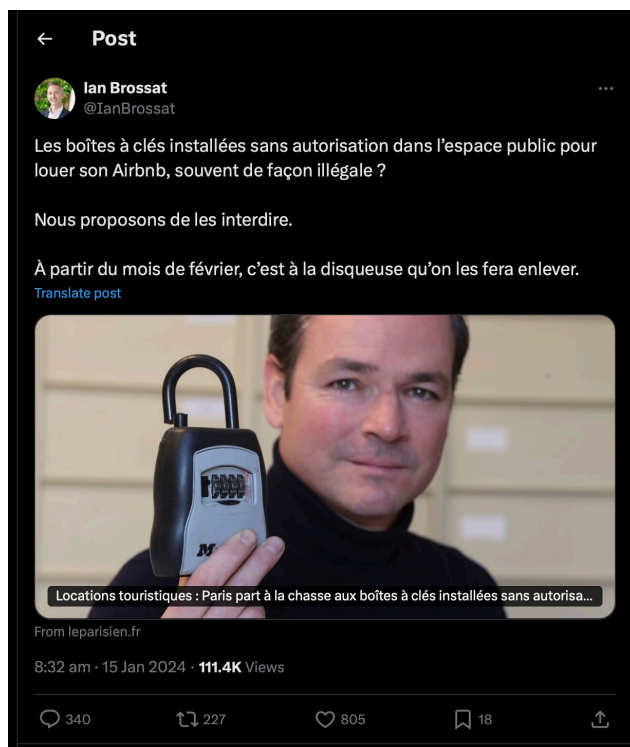 Post
Ian Brossat
@IanBrossat
Les boîtes à clés installées sans autorisation dans l’espace public pour
louer son Airbnb, souvent de façon illégale ?
Nous proposons de les interdire.
À partir du mois de février, c’est à la disqueuse qu’on les fera enlever.
Translate post
Locations touristiques : Paris part à la chasse aux boîtes à clés installées sans autorisa...
From leparisien.fr
8:32 am · 15 Jan 2024 · 111.4K Views
340 227 805 18